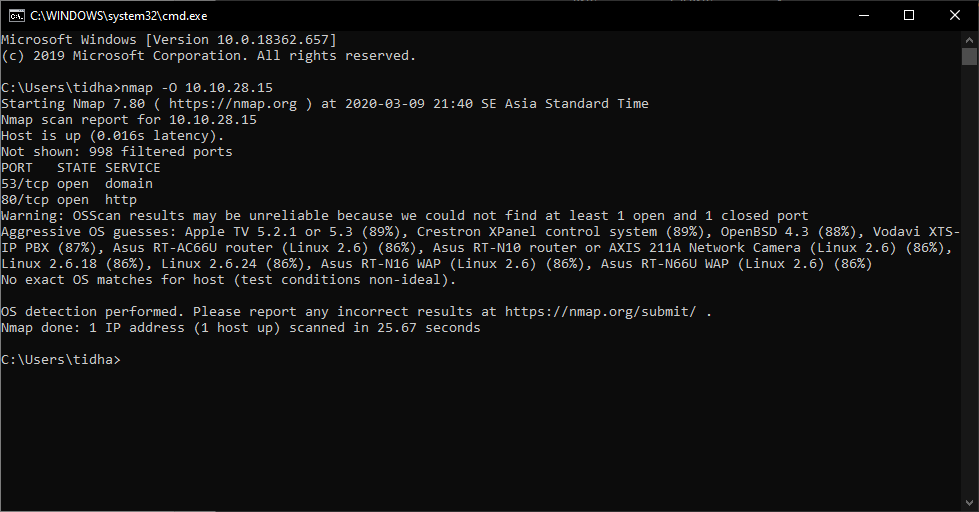 C:\WINDOWS\system32\cmd.exe
Microsoft Windows [Version 10.0.18362.657]
(c) 2019 Microsoft Corporation. All rights reserved.
C:\Users\tidha>nmap -O 10.10.28.15
Starting Nmap 7.80 ( https://nmap.org ) at 2020-03-09 21:40 SE Asia Standard Time
Nmap scan report for 10.10.28.15
Host is up (0.016s latency).
Not shown: 998 filtered ports
PORT   STATE SERVICE
53/tcp open  domain
80/tcp open  http
Warning: OSScan results may be unreliable because we could not find at least 1 open and 1 closed port
Aggressive OS guesses: Apple TV 5.2.1 or 5.3 (89%), Crestron XPanel control system (89%), OpenBSD 4.3 (88%), Vodavi XTS-
IP PBX (87%), Asus RT-AC66U router (Linux 2.6) (86%), Asus RT-N10 router or AXIS 211A Network Camera (Linux 2.6) (86%),
Linux 2.6.18 (86%), Linux 2.6.24 (86%), Asus RT-N16 WAP (Linux 2.6) (86%), Asus RT-N66U WAP (Linux 2.6) (86%)
No exact OS matches for host (test conditions non-ideal).
OS detection performed. Please report any incorrect results at https://nmap.org/submit/ .
Nmap done: 1 IP address (1 host up) scanned in 25.67 seconds
C:\Users\tidha>